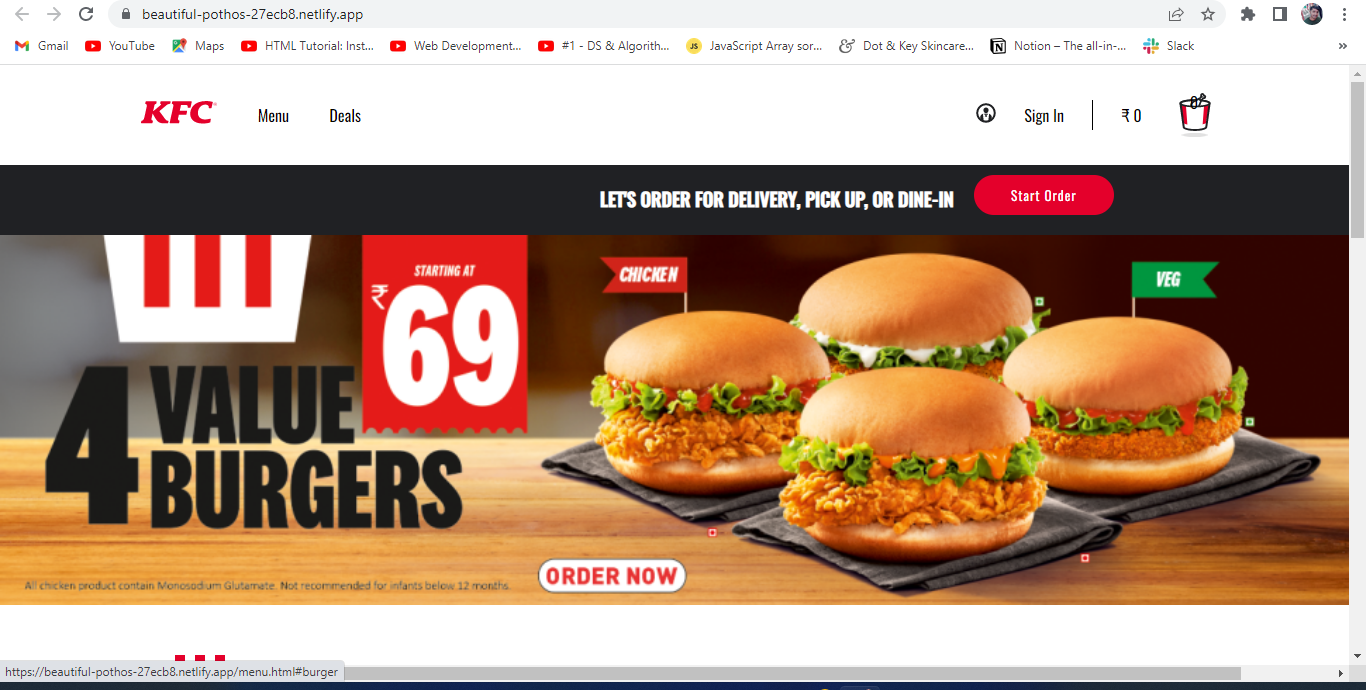 beautiful-pothos-27ecb8.netlify.app
Gmail
YouTube
Maps
HTML Tutorial: Inst...
Web Development...
#1 - DS & Algorith...
JS
JavaScript Array sor...
Dot & Key Skincare...
Notion – The all-in-...
Slack
»
KFC
Menu
Deals
Sign In
₹ 0
LET'S ORDER FOR DELIVERY, PICK UP, OR DINE-IN
Start Order
STARTING AT
₹69
CHICKEN
VEG
4 VALUE
BURGERS
ORDER NOW
All chicken product contain Monosodium Glutamate. Not recommended for infants below 12 months.
https://beautiful-pothos-27ecb8.netlify.app/menu.html#burger